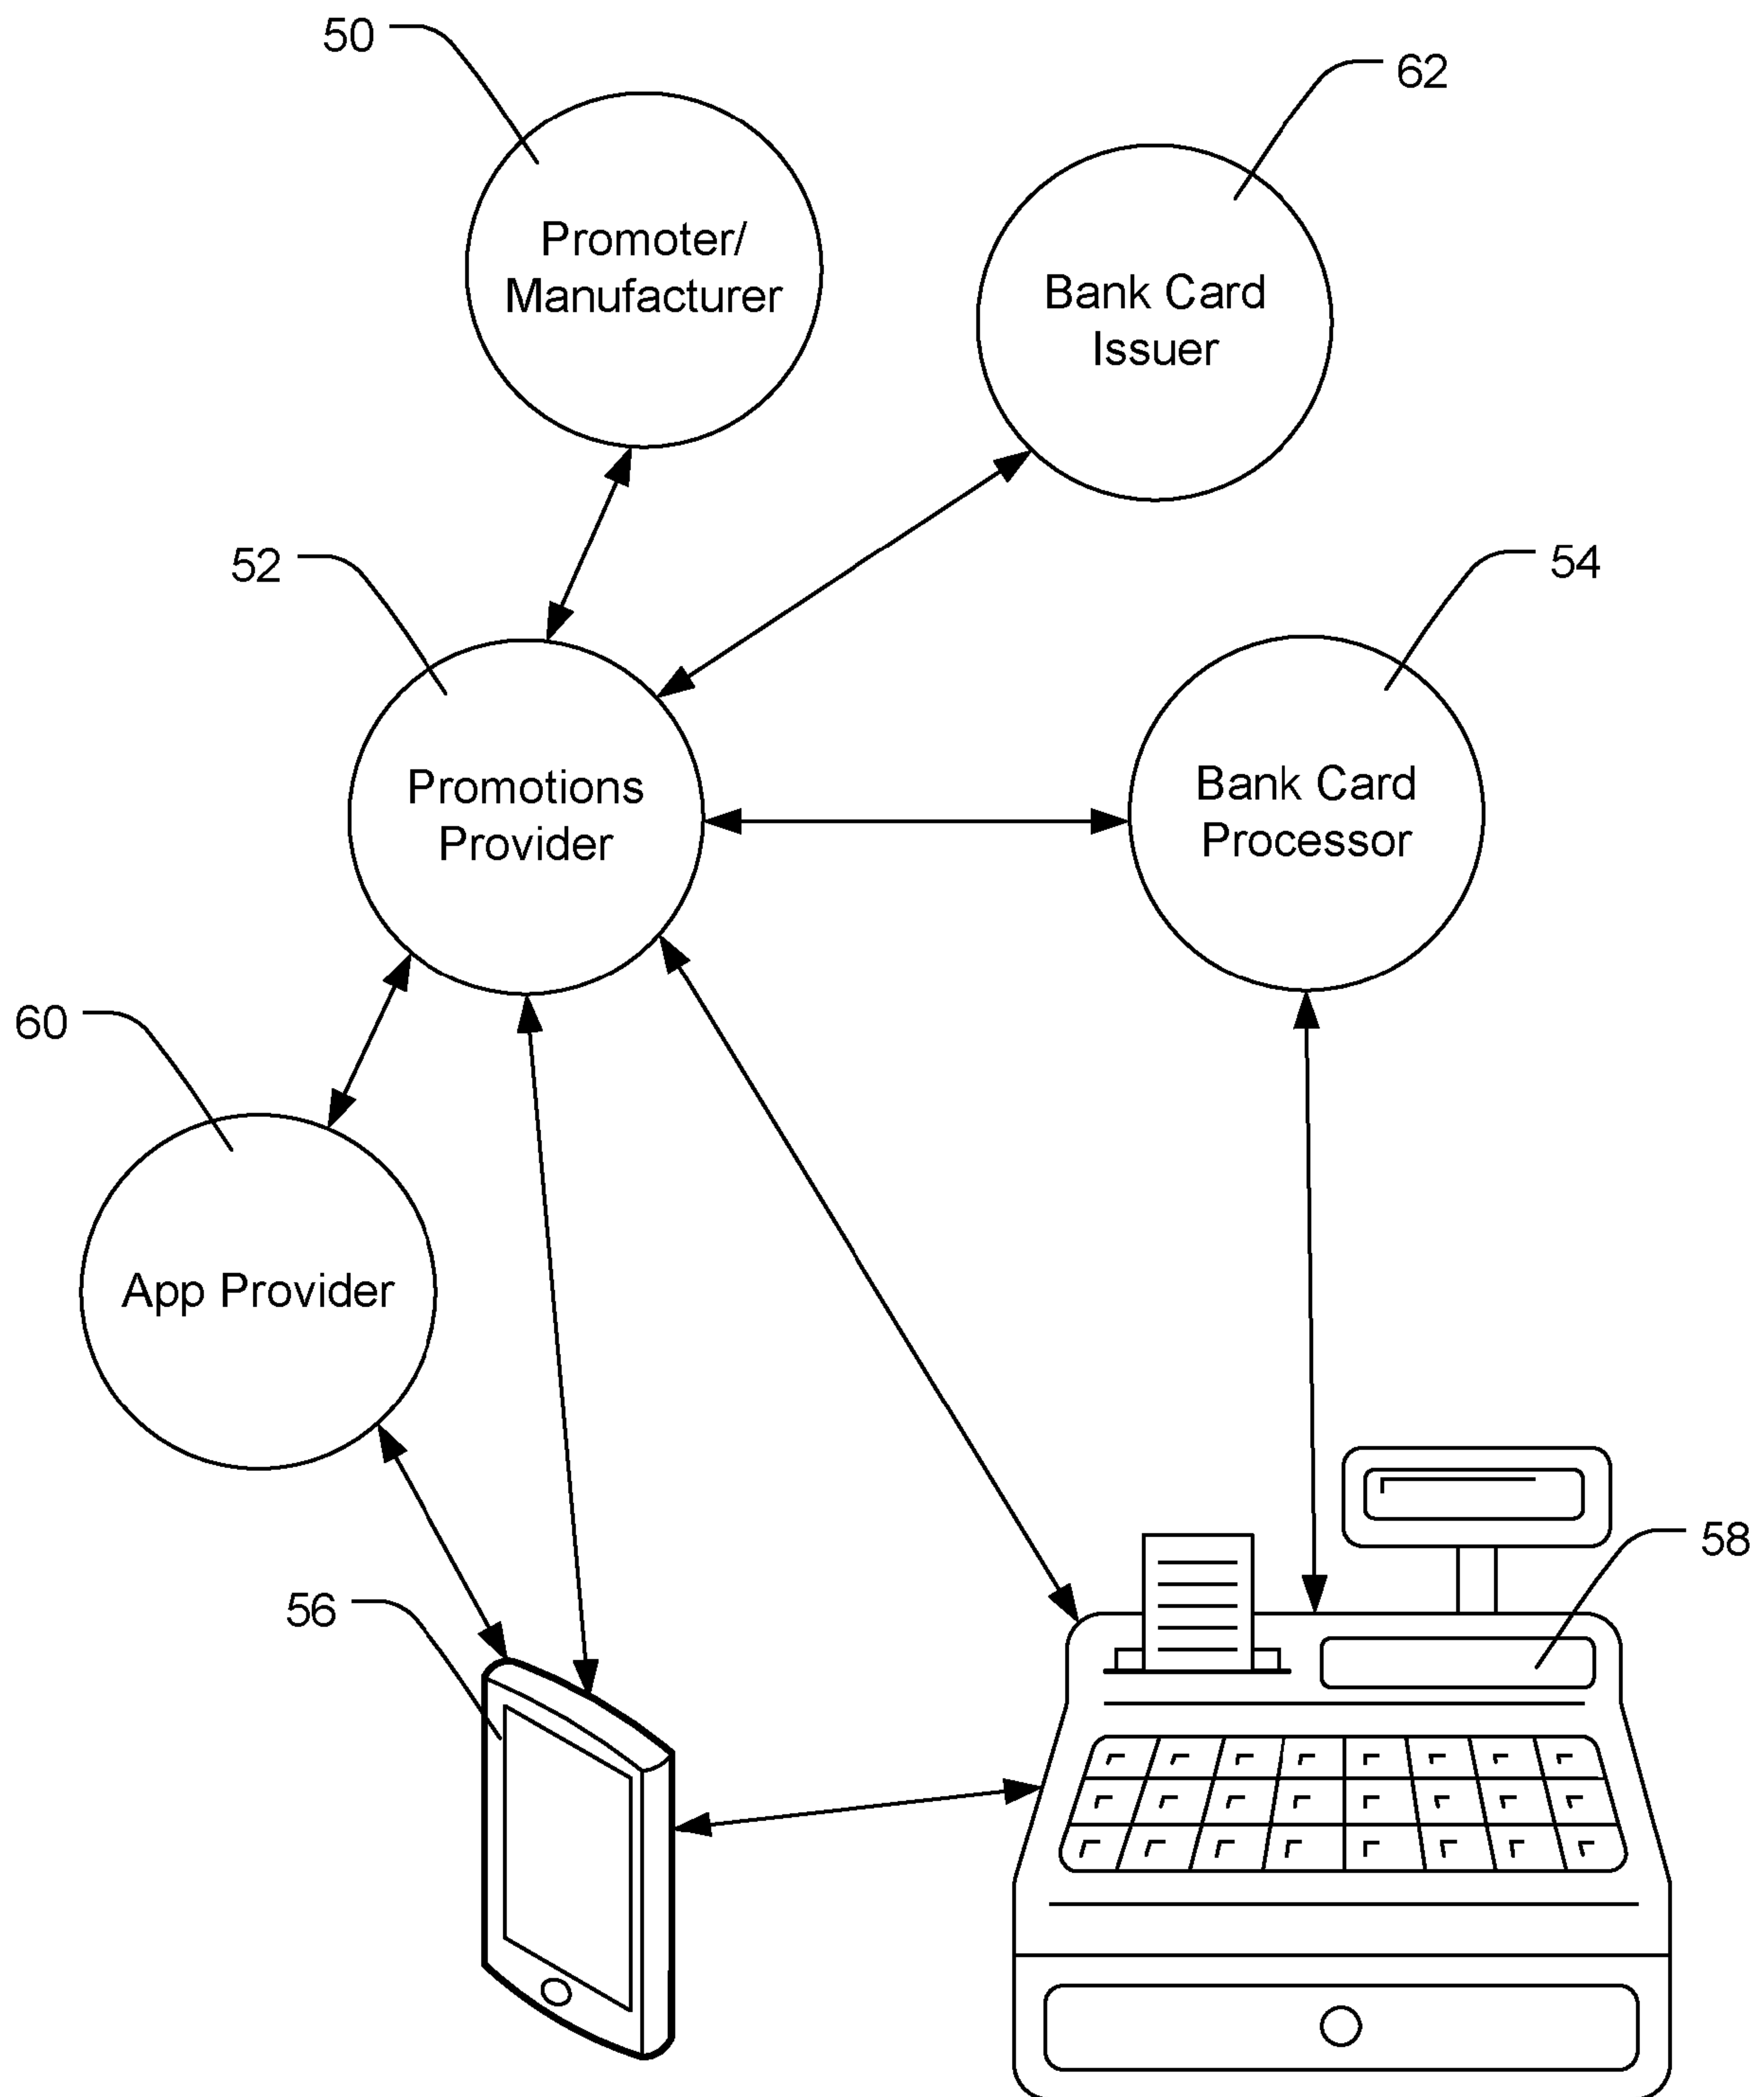 50
62
Promoter/
Manufacturer
Bank Card
Issuer
52
54
Promotions
Provider
Bank Card
Processor
60
App Provider
58
56